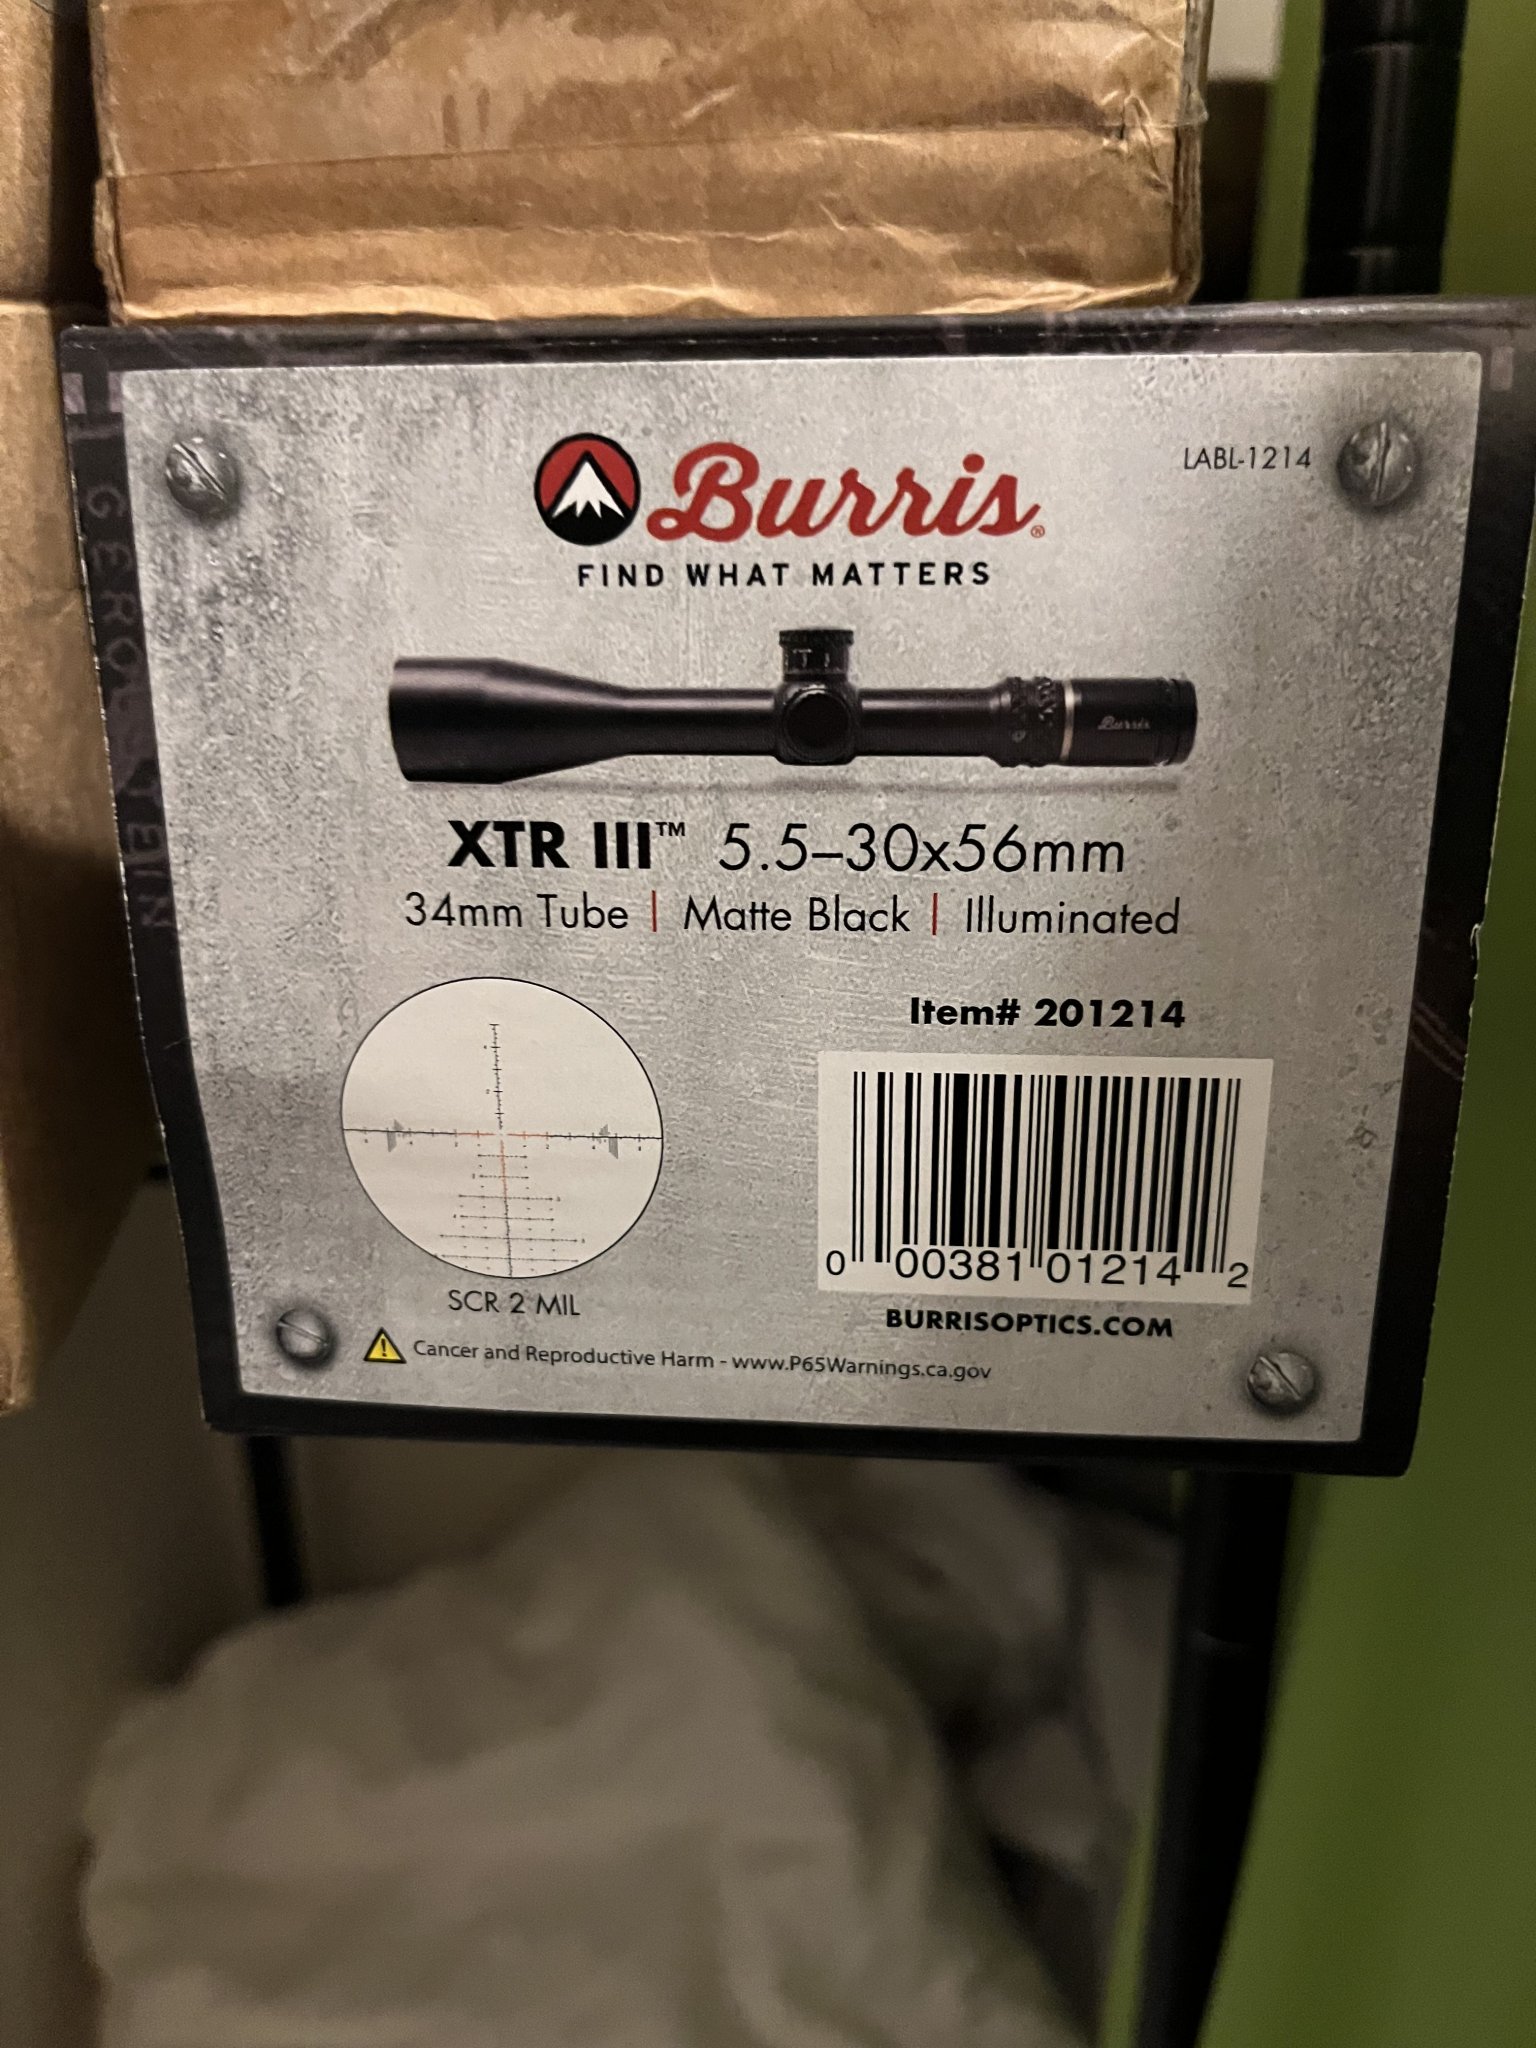 LABL-1214
Burris®
FIND WHAT MATTERS
Burris
XTR III™ 5.5–30x56mm
34mm Tube | Matte Black | Illuminated
Item# 201214
0 00381 01214 2
SCR 2 MIL
BURRISOPTICS.COM
Cancer and Reproductive Harm - www.P65Warnings.ca.gov